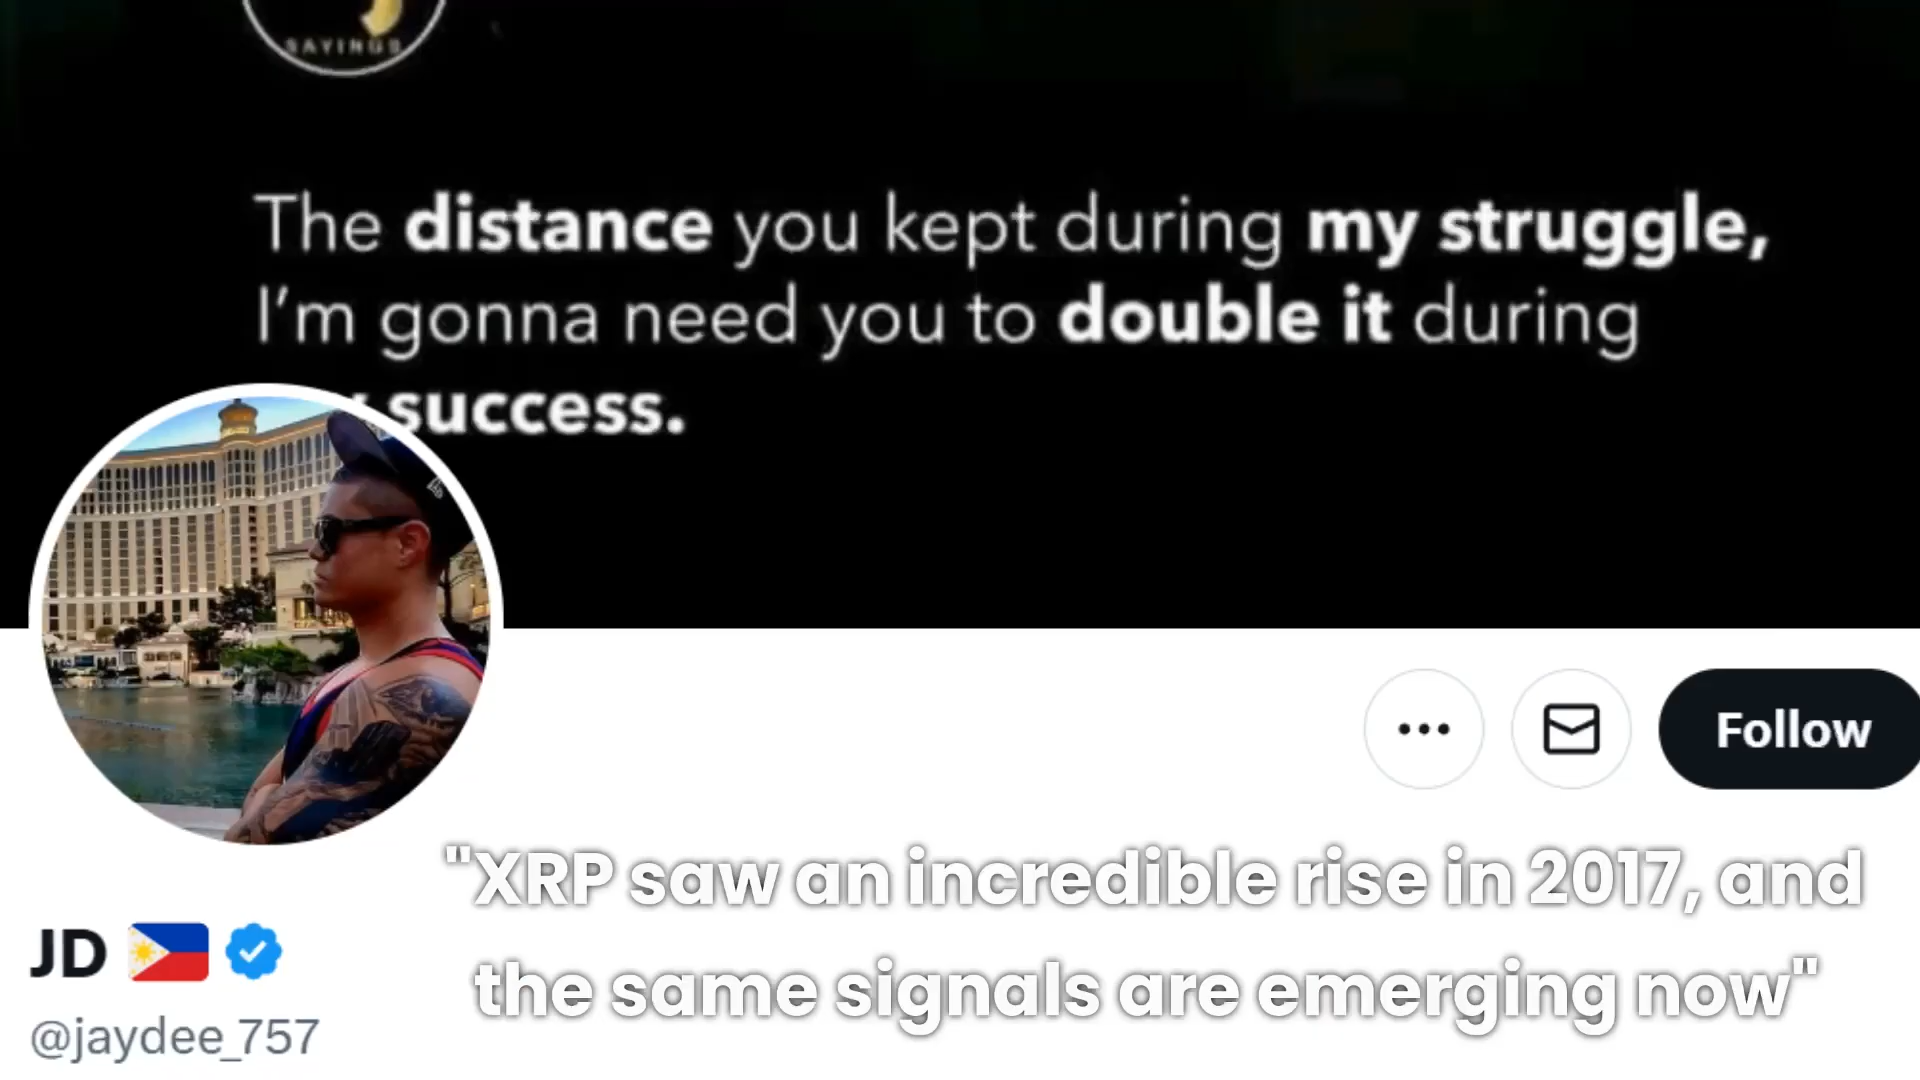 SAYINGS
The distance you kept during my struggle,
I'm gonna need you to double it during
success.
Follow
"XRP saw an incredible rise in 2017, and
the same signals are emerging now"
JD
@jaydee_757